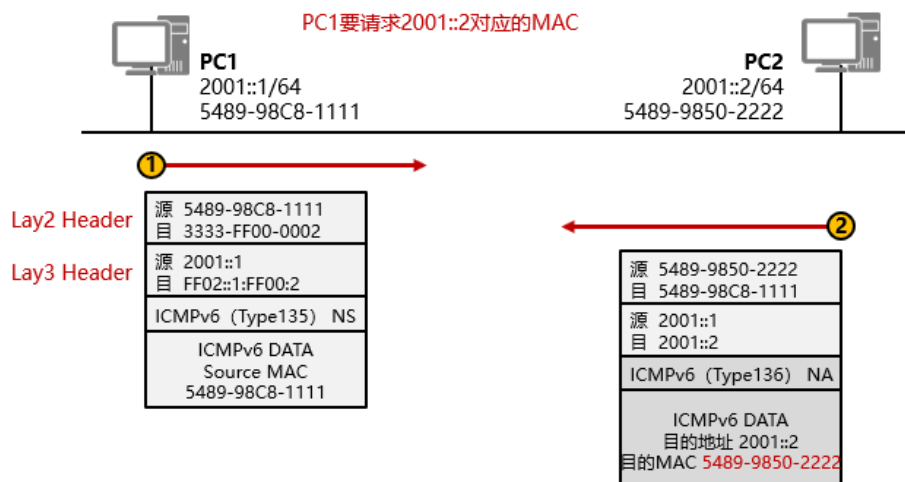 PC1要请求2001::2对应的MAC
PC1
2001::1/64
5489-98C8-1111
PC2
2001::2/64
5489-9850-2222
1
Lay2 Header
源 5489-98C8-1111
目 3333-FF00-0002
Lay3 Header
源 2001::1
目 FF02::1:FF00:2
ICMPv6（Type135） NS
ICMPv6 DATA
Source MAC
5489-98C8-1111
2
源 5489-9850-2222
目 5489-98C8-1111
源 2001::1
目 2001::2
ICMPv6（Type136） NA
ICMPv6 DATA
目的地址 2001::2
目的MAC 5489-9850-2222